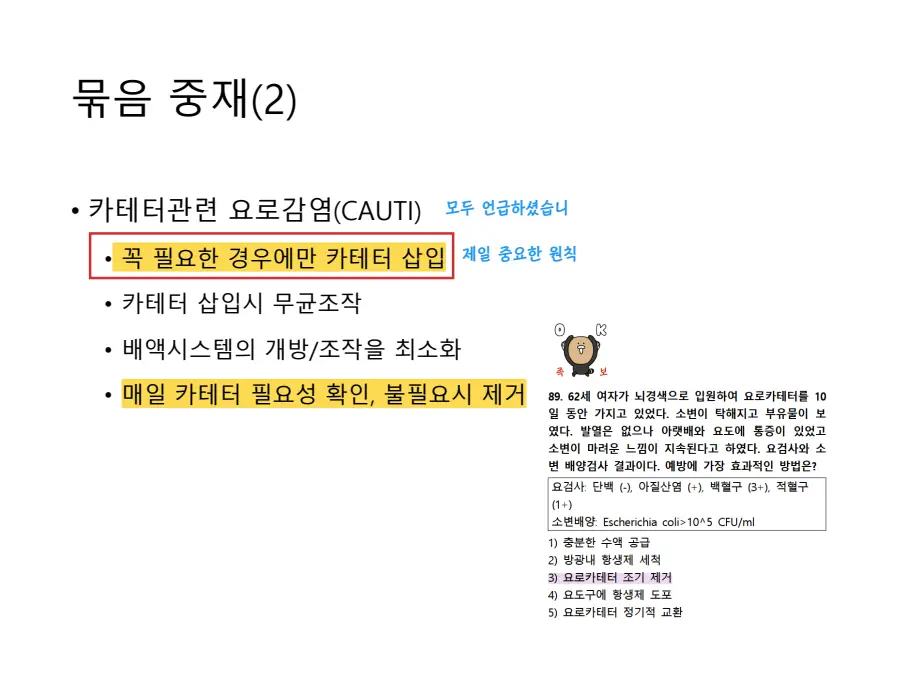 묶음 중재(2)
• 카테터관련 요로감염(CAUTI) 모두 언급하셨습니
• 꼭 필요한 경우에만 카테터 삽입 제일 중요한 원칙
• 카테터 삽입시 무균조작
• 배액시스템의 개방/조작을 최소화
• 매일 카테터 필요성 확인, 불필요시 제거
O K
족 보
89. 62세 여자가 뇌경색으로 입원하여 요로카테터를 10
일 동안 가지고 있었다. 소변이 탁해지고 부유물이 보
였다. 발열은 없으나 아랫배와 요도에 통증이 있었고
소변이 마려운 느낌이 지속된다고 하였다. 요검사와 소
변 배양검사 결과이다. 예방에 가장 효과적인 방법은?
요검사: 단백 (-), 아질산염 (+), 백혈구 (3+), 적혈구
(1+)
소변배양: Escherichia coli>10^5 CFU/ml
1) 충분한 수액 공급
2) 방광내 항생제 세척
3) 요로카테터 조기 제거
4) 요도구에 항생제 도포
5) 요로카테터 정기적 교환